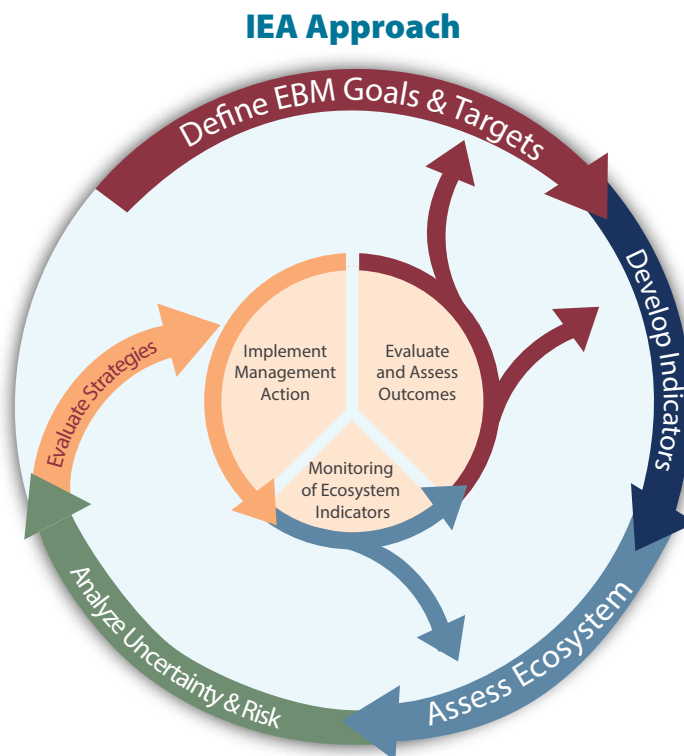 IEA Approach
Define EBM Goals & Targets
Develop Indicators
Assess Ecosystem
Analyze Uncertainty & Risk
Evaluate Strategies
Implement
Management
Action
Evaluate
and Assess
Outcomes
Monitoring
of Ecosystem
Indicators